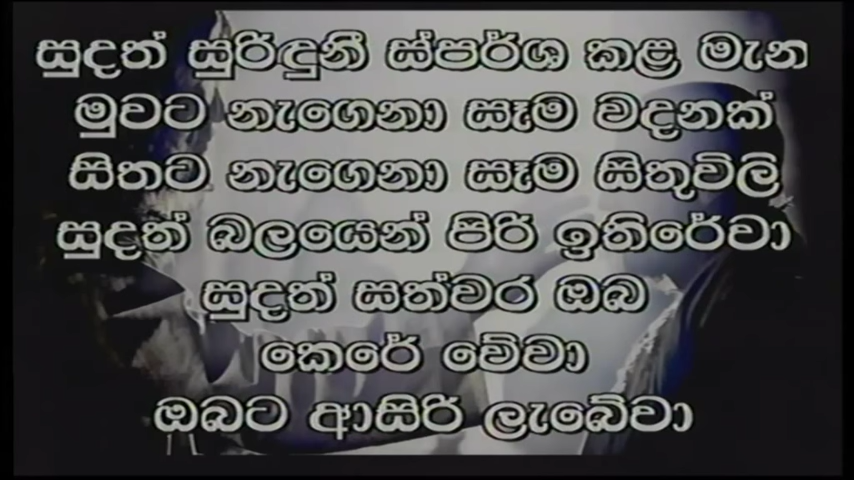 සුදත් සුරිඳුනී ස්පර්ශ කළ මැන
මුවට නැගෙනා සෑම වදනක්
සිතට නැගෙනා සෑම සිතුවිලි
සුදත් බලයෙන් පිරී ඉතිරේවා
සුදත් සත්වර ඔබ
කෙරේ වේවා
ඔබට ආසිරි ලැබේවා